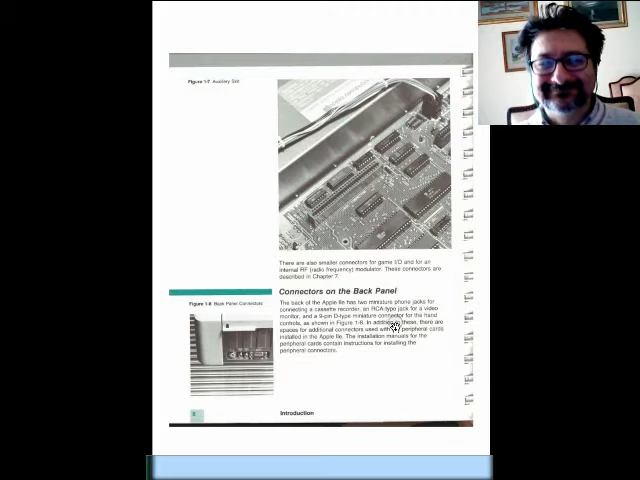 Figure 1-7 Auxiliary Slot
There are also smaller connectors for game I/O and for an
internal RF (radio frequency) modulator. These connectors are
described in Chapter 7.
Connectors on the Back Panel
Figure 1-8 Back Panel Connectors
The back of the Apple IIe has two miniature phone jacks for
connecting a cassette recorder, an RCA-type jack for a video
monitor, and a 9-pin D-type miniature connector for the hand
controls, as shown in Figure 1-8. In addition to these, there are
spaces for additional connectors used with peripheral cards
installed in the Apple IIe. The installation manuals for the
peripheral cards contain instructions for installing the
peripheral connectors.
Introduction